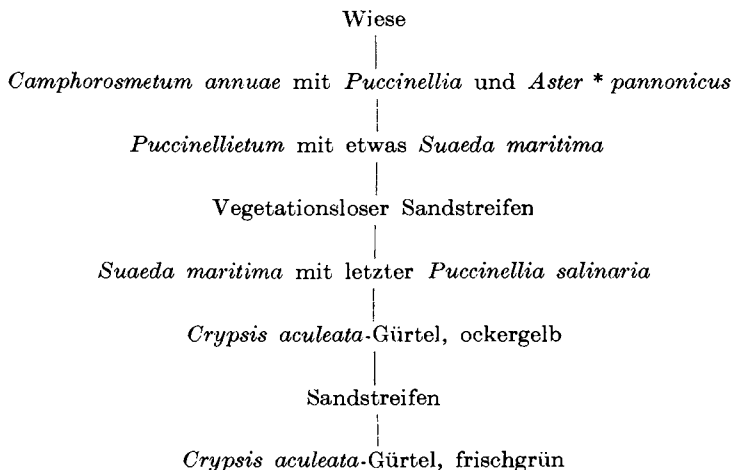 Wiese
Camphorosmetum annuae mit Puccinellia und Aster * pannonicus
Puccinellietum mit etwas Suaeda maritima
Vegetationsloser Sandstreifen
Suaeda maritima mit letzter Puccinellia salinaria
Crypsis aculeata-Gürtel, ockergelb
Sandstreifen
Crypsis aculeata-Gürtel, frischgrün